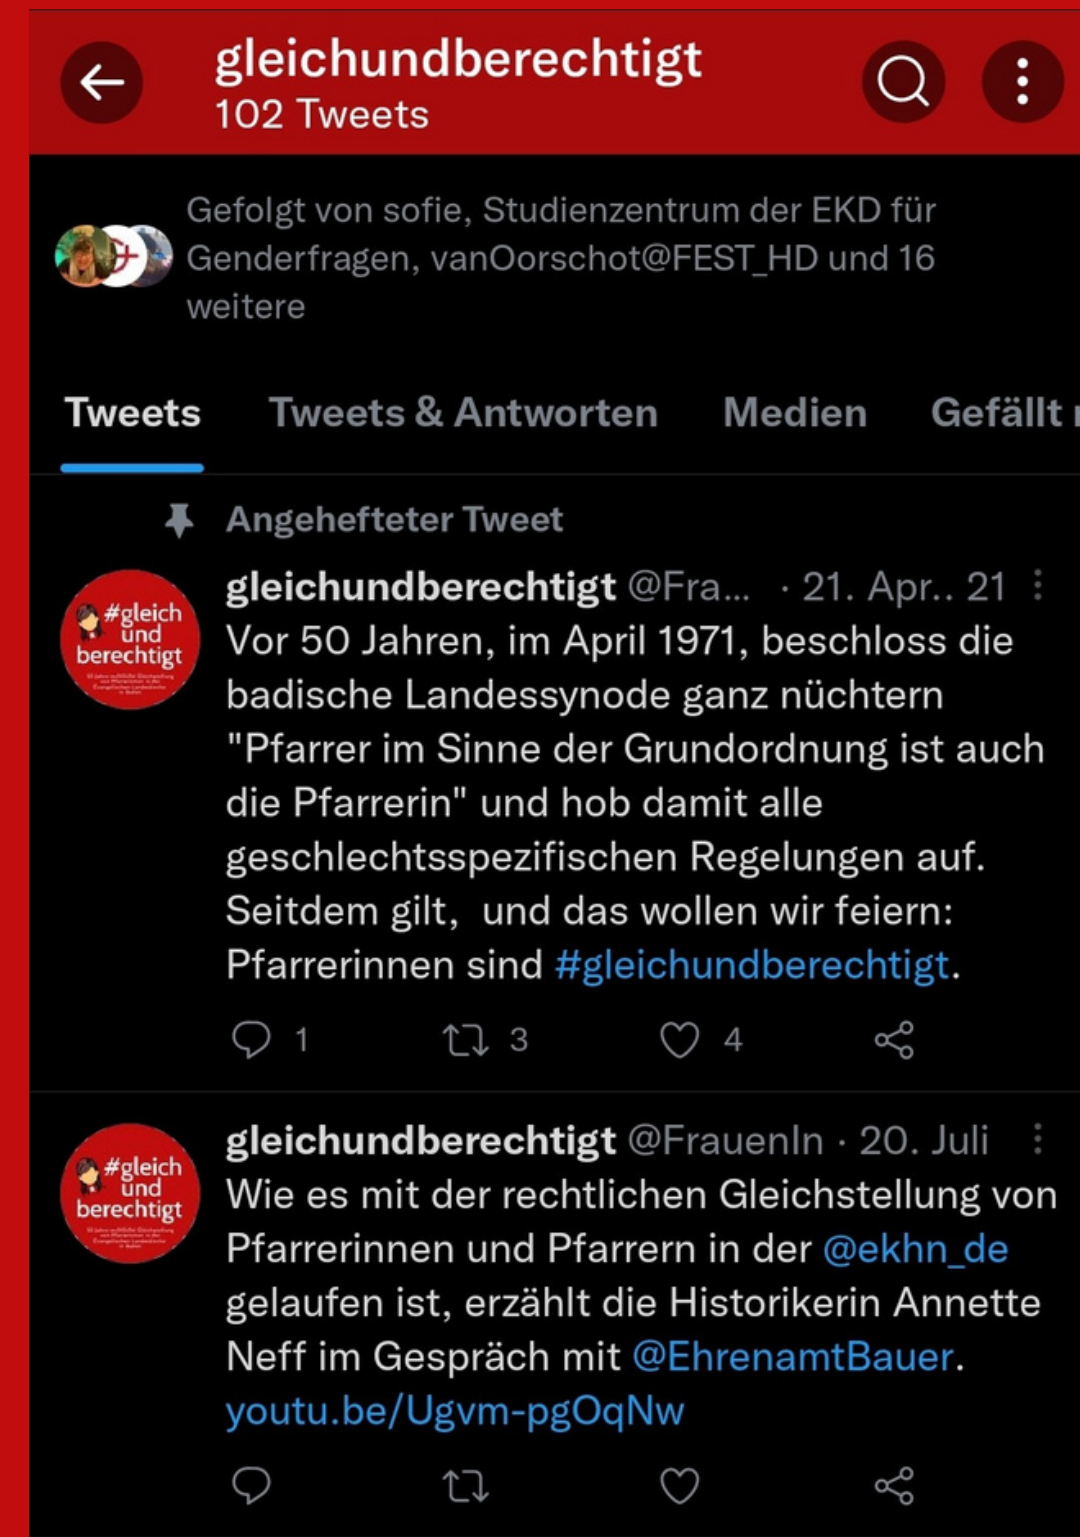 gleichundberechtigt
102 Tweets
Gefolgt von sofie, Studienzentrum der EKD für
Genderfragen, vanOorschot@FEST_HD und 16
weitere
Tweets Tweets & Antworten Medien Gefällt
Angehefteter Tweet
gleichundberechtigt @Fra... · 21. Apr.. 21
#gleich
und
berechtigt
Vor 50 Jahren, im April 1971, beschloss die
badische Landessynode ganz nüchtern
"Pfarrer im Sinne der Grundordnung ist auch
die Pfarrerin" und hob damit alle
geschlechtsspezifischen Regelungen auf.
Seitdem gilt,  und das wollen wir feiern:
Pfarrerinnen sind #gleichundberechtigt.
1 3 4
gleichundberechtigt @FrauenIn · 20. Juli
#gleich
und
berechtigt
Wie es mit der rechtlichen Gleichstellung von
Pfarrerinnen und Pfarrern in der @ekhn_de
gelaufen ist, erzählt die Historikerin Annette
Neff im Gespräch mit @EhrenamtBauer.
youtu.be/Ugvm-pgOqNw